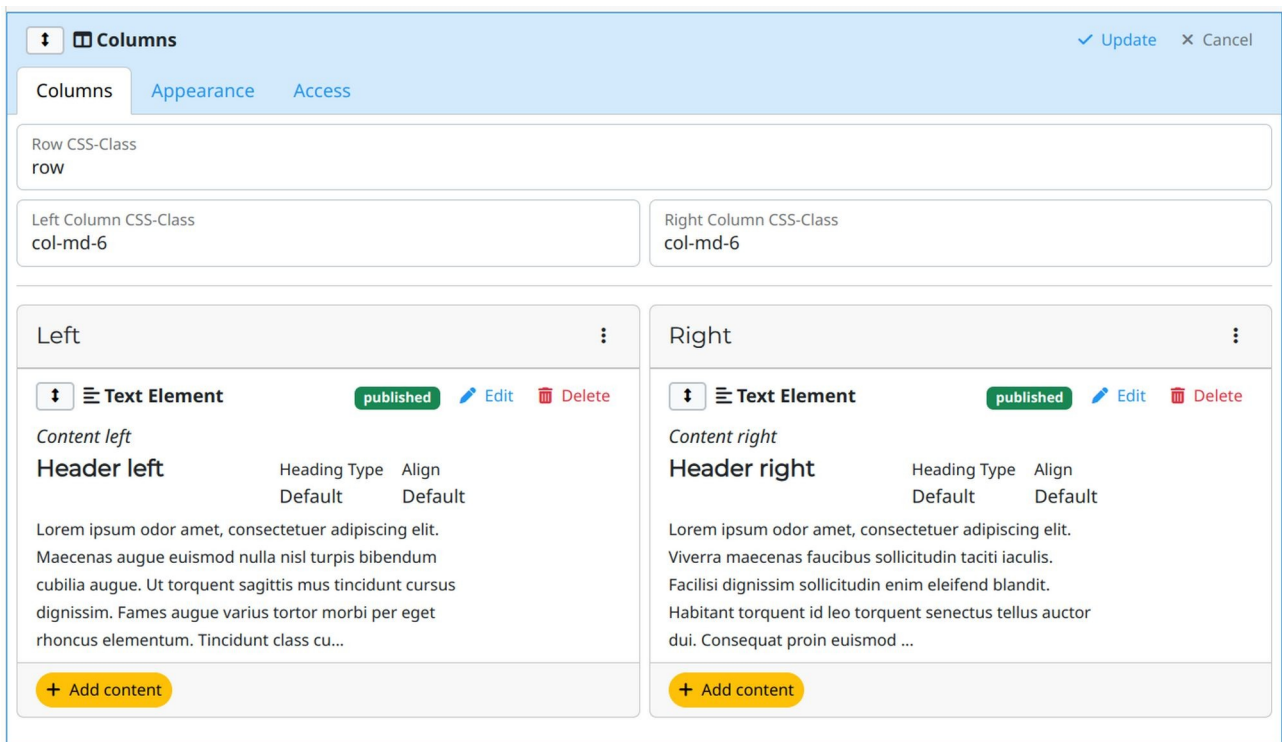 Columns
Update
Cancel
Columns
Appearance
Access
Row CSS-Class
row
Left Column CSS-Class
col-md-6
Right Column CSS-Class
col-md-6
Left
Text Element
published
Edit
Delete
Content left
Header left
Heading Type
Align
Default
Default
Lorem ipsum odor amet, consectetuer adipiscing elit.
Maecenas augue euismod nulla nisl turpis bibendum
cubilia augue. Ut torquent sagittis mus tincidunt cursus
dignissim. Fames augue varius tortor morbi per eget
rhoncus elementum. Tincidunt class cu...
+ Add content
Right
Text Element
published
Edit
Delete
Content right
Header right
Heading Type
Align
Default
Default
Lorem ipsum odor amet, consectetuer adipiscing elit.
Viverra maecenas faucibus sollicitudin taciti iaculis.
Facilisi dignissim sollicitudin enim eleifend blandit.
Habitant torquent id leo torquent senectus tellus auctor
dui. Consequat proin euismod ...
+ Add content